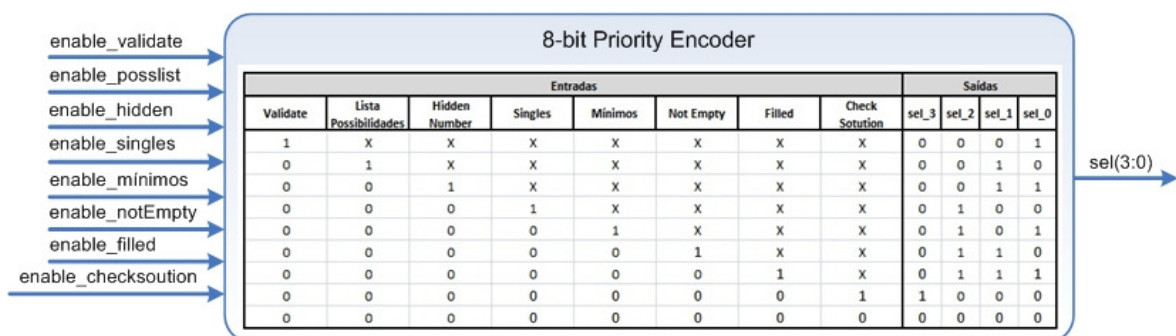 8-bit Priority Encoder
enable_validate
enable_posslist
enable_hidden
enable_singles
enable_mínimos
enable_notEmpty
enable_filled
enable_checksoution
Entradas Saídas
Validate Lista Possibilidades Hidden Number Singles Mínimos Not Empty Filled Check Sotution sel_3 sel_2 sel_1 sel_0
1 X X X X X X X 0 0 0 1
0 1 X X X X X X 0 0 1 0
0 0 1 X X X X X 0 0 1 1
0 0 0 1 X X X X 0 1 0 0
0 0 0 0 1 X X X 0 1 0 1
0 0 0 0 0 1 X X 0 1 1 0
0 0 0 0 0 0 1 X 0 1 1 1
0 0 0 0 0 0 0 1 1 0 0 0
0 0 0 0 0 0 0 0 0 0 0 0
sel(3:0)